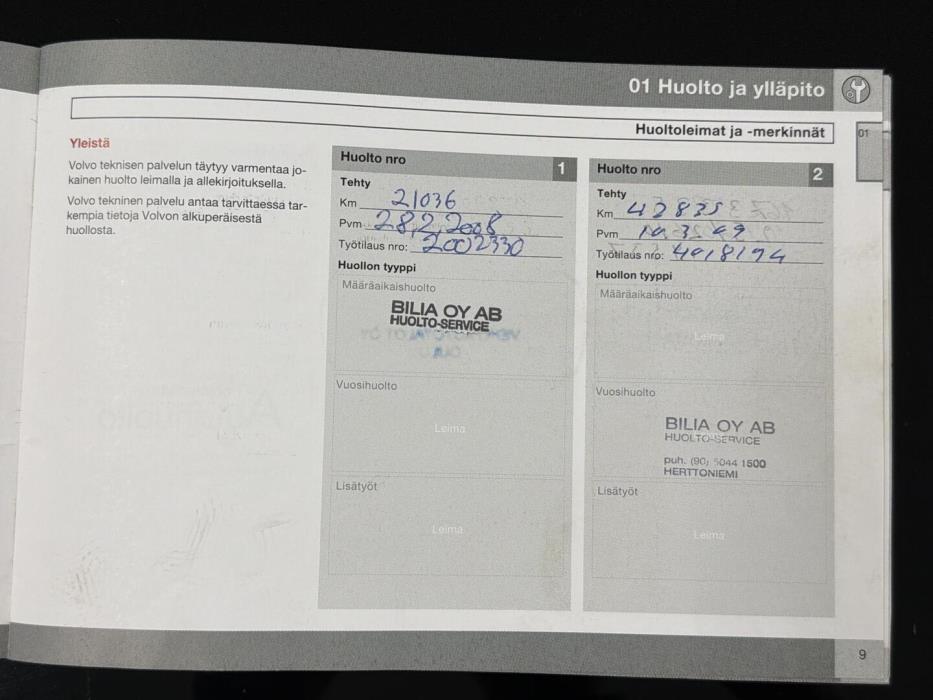 01 Huolto ja ylläpito
Huoltoleimat ja -merkinnät
01
Yleistä
Volvo teknisen palvelun täytyy varmentaa jo-
kainen huolto leimalla ja allekirjoituksella.
Volvo tekninen palvelu antaa tarvittaessa tar-
kempia tietoja Volvon alkuperäisestä
huollosta.
Huolto nro 1
Tehty
Km 21036
Pvm 28.2.2008
Työtilaus nro: 2002330
Huollon tyyppi
Määräaikaishuolto
BILIA OY AB
HUOLTO-SERVICE
Vuosihuolto
Leima
Lisätyöt
Leima
Huolto nro 2
Tehty
Km 42835
Pvm
Työtilaus nro: 4018194
Huollon tyyppi
Määräaikaishuolto
Leima
Vuosihuolto
BILIA OY AB
HUOLTO-SERVICE
puh. (90) 5044 1500
HERTTONIEMI
Lisätyöt
Leima
9